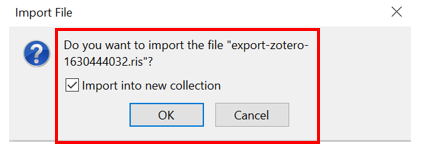 Import File
Do you want to import the file "export-zotero-
1630444032.ris"?
Import into new collection
OK
Cancel